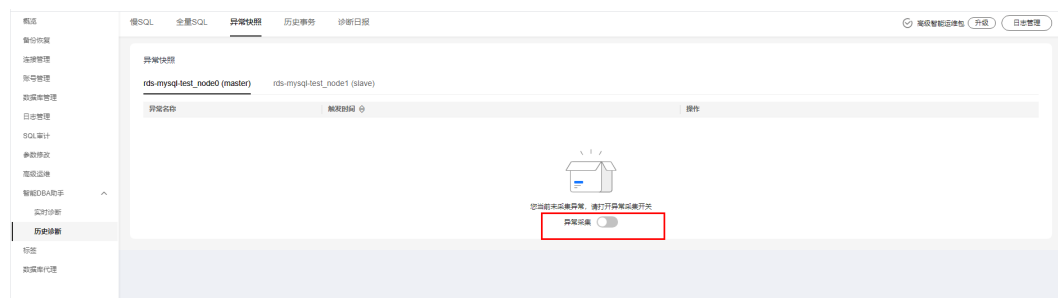 概览
备份恢复
连接管理
账号管理
数据库管理
日志管理
SQL审计
参数修改
高级运维
智能DBA助手
实时诊断
历史诊断
标签
数据库代理
慢SQL 全量SQL 异常快照 历史事务 诊断日报
高级智能运维包 升级 日志管理
异常快照
rds-mysql-test_node0 (master) rds-mysql-test_node1 (slave)
异常名称 触发时间 操作
您当前未采集异常，请打开异常采集开关
异常采集